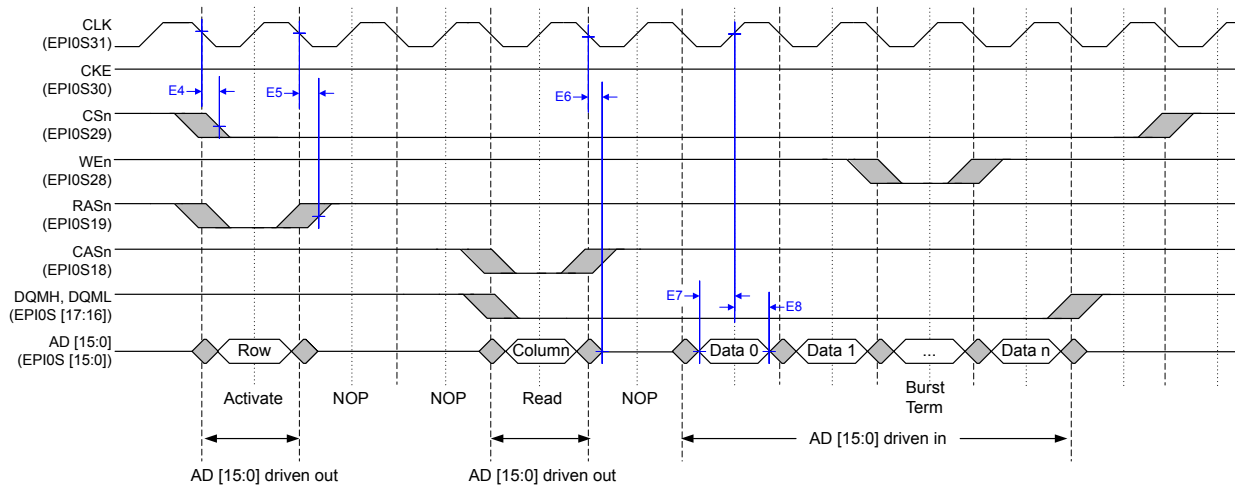 CLK
(EPI0S31)
CKE
(EPI0S30)
E4
E5
E6
CSn
(EPI0S29)
WEn
(EPI0S28)
RASn
(EPI0S19)
CASn
(EPI0S18)
DQMH, DQML
(EPI0S [17:16])
E7
E8
AD [15:0]
(EPI0S [15:0])
Row
Column
Data 0
Data 1
...
Data n
Activate
NOP
NOP
Read
NOP
Burst
Term
AD [15:0] driven in
AD [15:0] driven out
AD [15:0] driven out